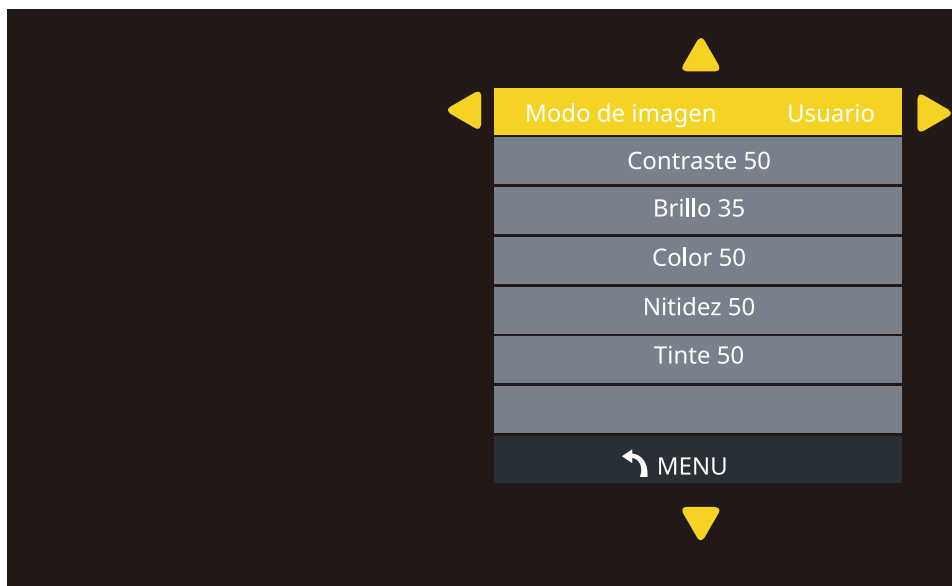 Modo de imagen Usuario
Contraste 50
Brillo 35
Color 50
Nitidez 50
Tinte 50
MENU